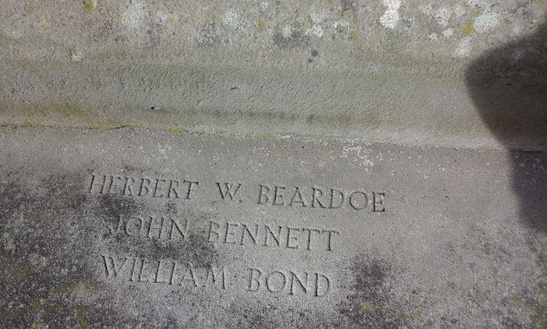 HERBERT W. BEARDOE
JOHN BENNETT
WILLIAM BOND